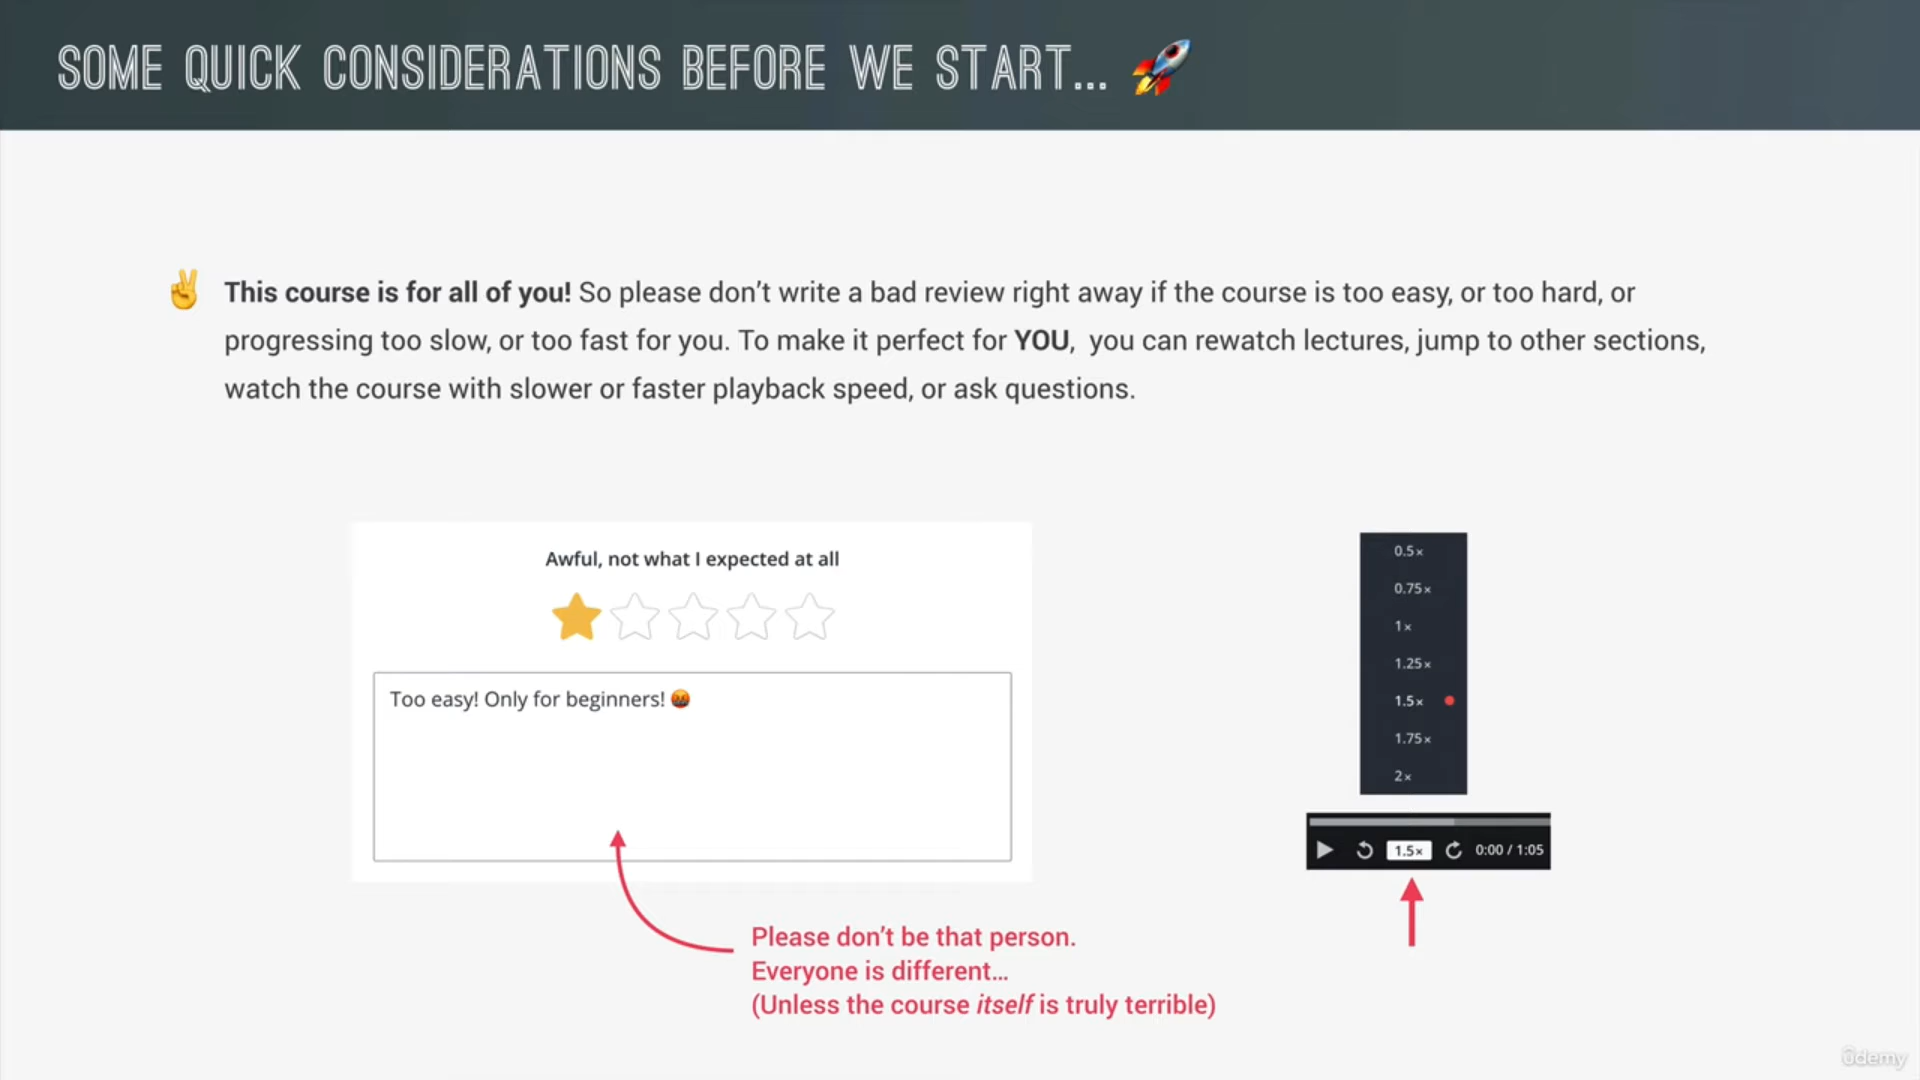 SOME QUICK CONSIDERATIONS BEFORE WE START... 🚀
✌️ This course is for all of you! So please don’t write a bad review right away if the course is too easy, or too hard, or
progressing too slow, or too fast for you. To make it perfect for YOU,  you can rewatch lectures, jump to other sections,
watch the course with slower or faster playback speed, or ask questions.
Awful, not what I expected at all
Too easy! Only for beginners! 🤬
Please don’t be that person.
Everyone is different…
(Unless the course itself is truly terrible)
0.5×
0.75×
1×
1.25×
1.5×
1.75×
2×
1.5× 0:00 / 1:05
ûdemy